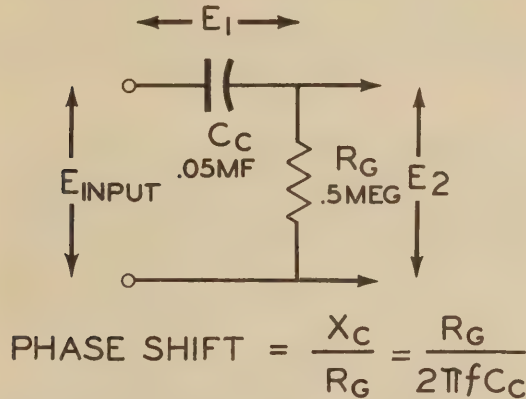 E1
CC
.05MF
EINPUT
RG
.5MEG
E2
PHASE SHIFT = XC/RG = RG/2πfCC